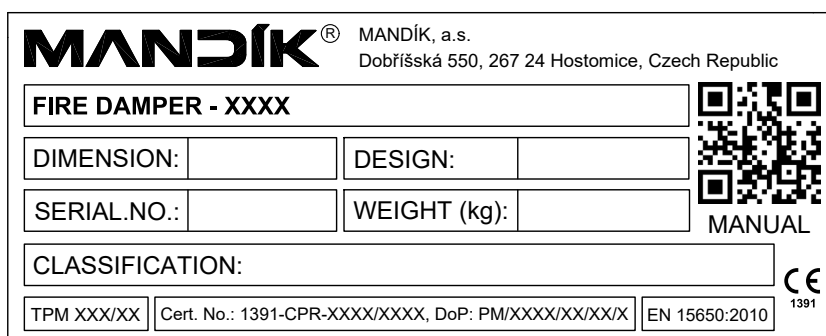 MANDÍK® MANDÍK, a.s.
Dobříšská 550, 267 24 Hostomice, Czech Republic
FIRE DAMPER - XXXX
DIMENSION: DESIGN:
SERIAL.NO.: WEIGHT (kg):
MANUAL
CLASSIFICATION:
CE
1391
TPM XXX/XX Cert. No.: 1391-CPR-XXXX/XXXX, DoP: PM/XXXX/XX/XX/X EN 15650:2010